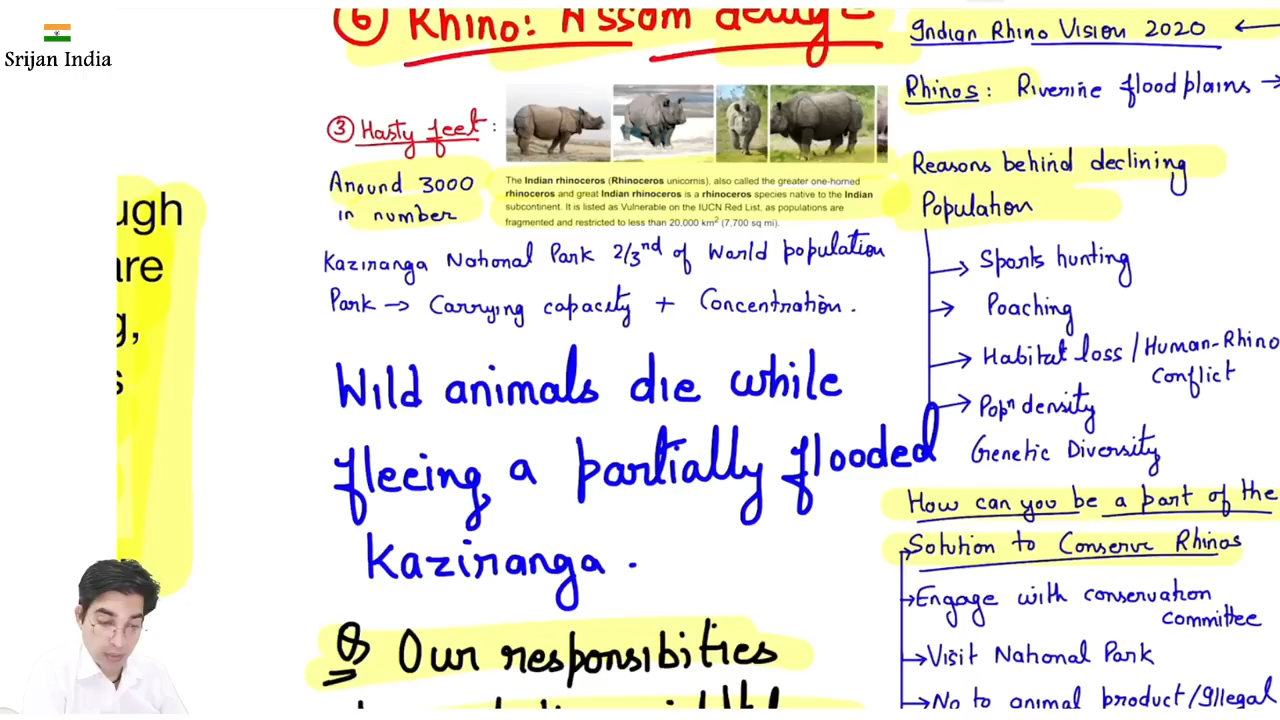 Srijan India
ugh
are
g,
s
⑥ Rhino: Assam deluge
③ Hasty feet:
Around 3000
in number
The Indian rhinoceros (Rhinoceros unicornis), also called the greater one-horned
rhinoceros and great Indian rhinoceros is a rhinoceros species native to the Indian
subcontinent. It is listed as Vulnerable on the IUCN Red List, as populations are
fragmented and restricted to less than 20,000 km² (7,700 sq mi).
Kaziranga National Park 2/3nd of World population
Park → Carrying capacity + Concentration.
Wild animals die while
fleeing a partially flooded
Kaziranga.
Q Our responsibities
Indian Rhino Vision 2020 ←
Rhinos: Riverine floodplains →
Reasons behind declining
Population
→ Sports hunting
→ Poaching
→ Habitat loss / Human-Rhino
Conflict
→ Popn density
Genetic Diversity
How can you be a part of the
Solution to Conserve Rhinos
→ Engage with conservation
committee
→ Visit National Park
→ No to animal product/Illegal